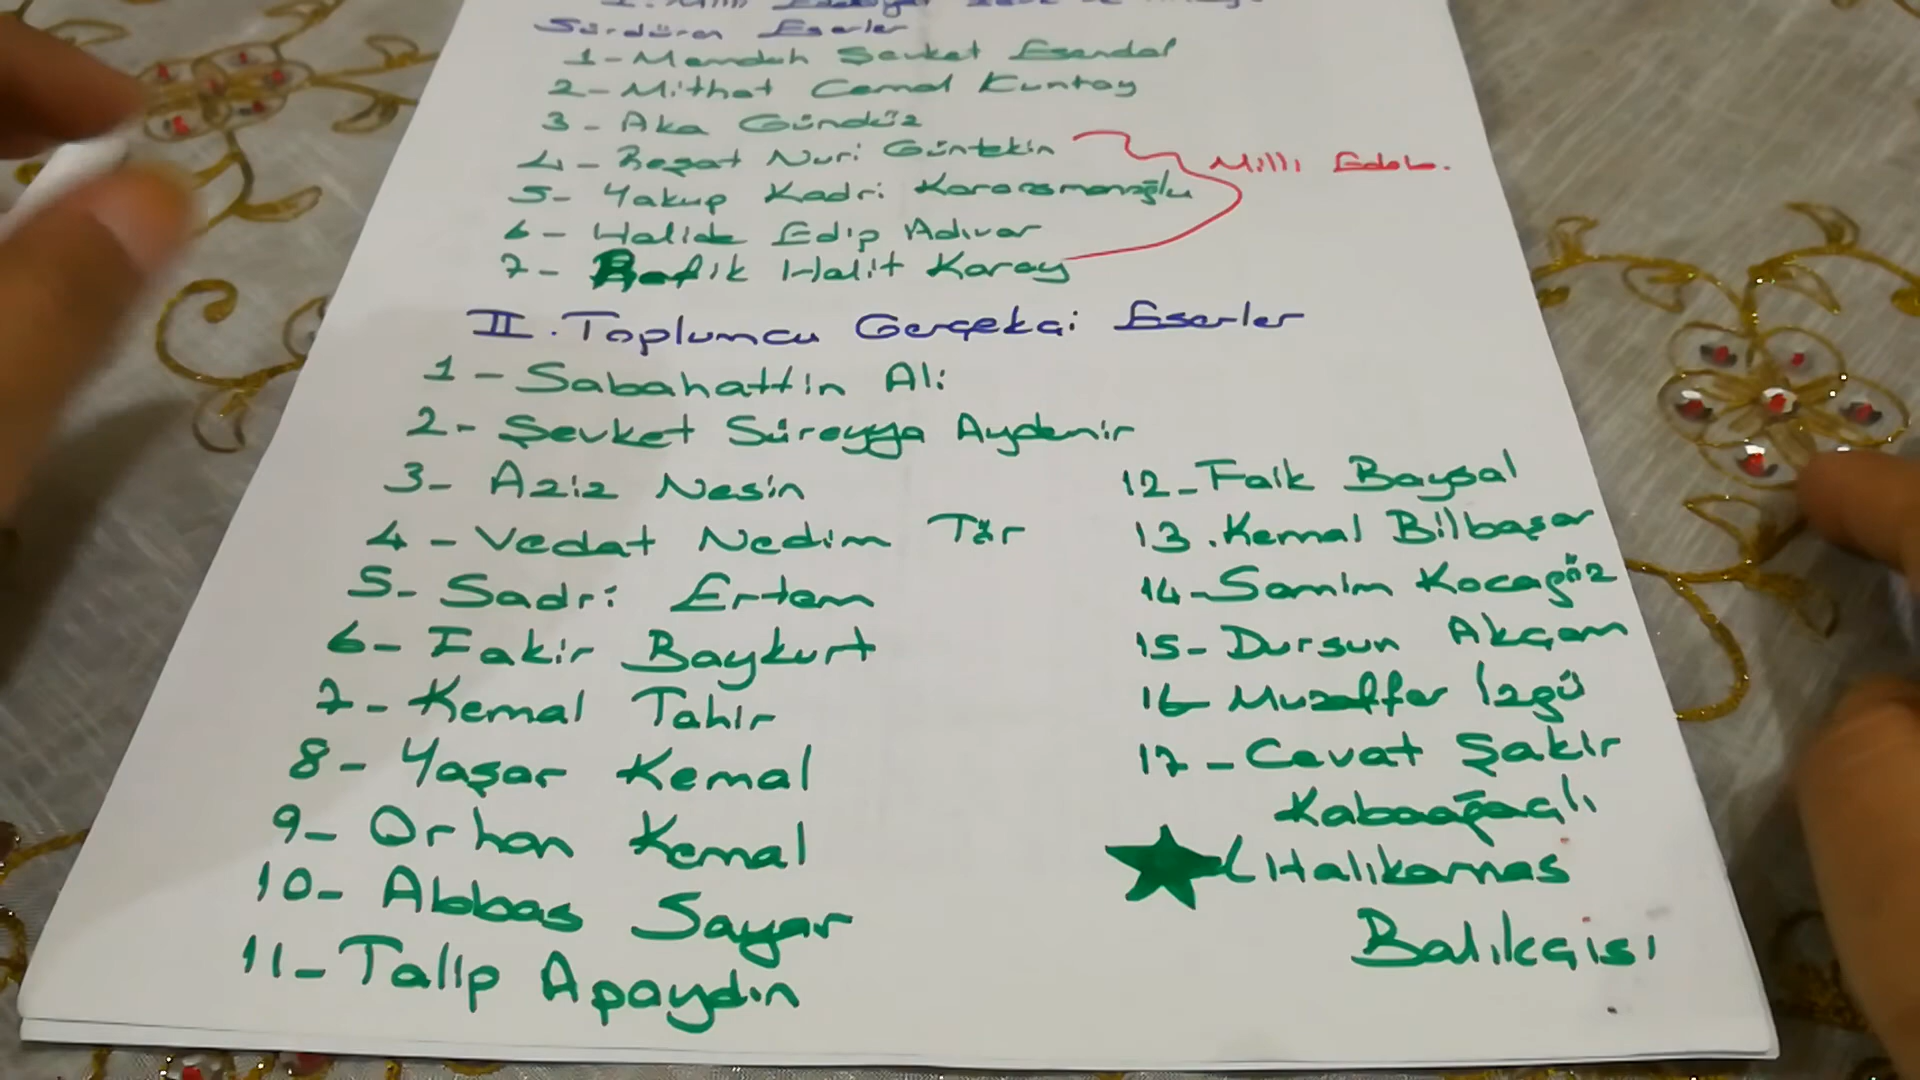 Sürdüren Eserler
1-Memduh Şevket Esendal
2-Mithat Cemal Kuntay
3-Aka Gündüz
4-Reşat Nuri Güntekin
Milli Edeb.
5-Yakup Kadri Karaosmanoğlu
6-Halide Edip Adıvar
7-Refik Halit Karay
II.Toplumcu Gerçekçi Eserler
1-Sabahattin Ali
2-Şevket Süreyya Aydemir
3-Aziz Nesin
4-Vedat Nedim Tör
5-Sadri Ertem
6-Fakir Baykurt
7-Kemal Tahir
8-Yaşar Kemal
9-Orhan Kemal
10-Abbas Sayar
11-Talip Apaydın
12-Faik Baysal
13.Kemal Bilbaşar
14-Samim Kocagöz
15-Dursun Akçam
16-Muzaffer İzgü
17-Cevat Şakir
Kabaağaçlı
(Halikarnas
Balıkçisi